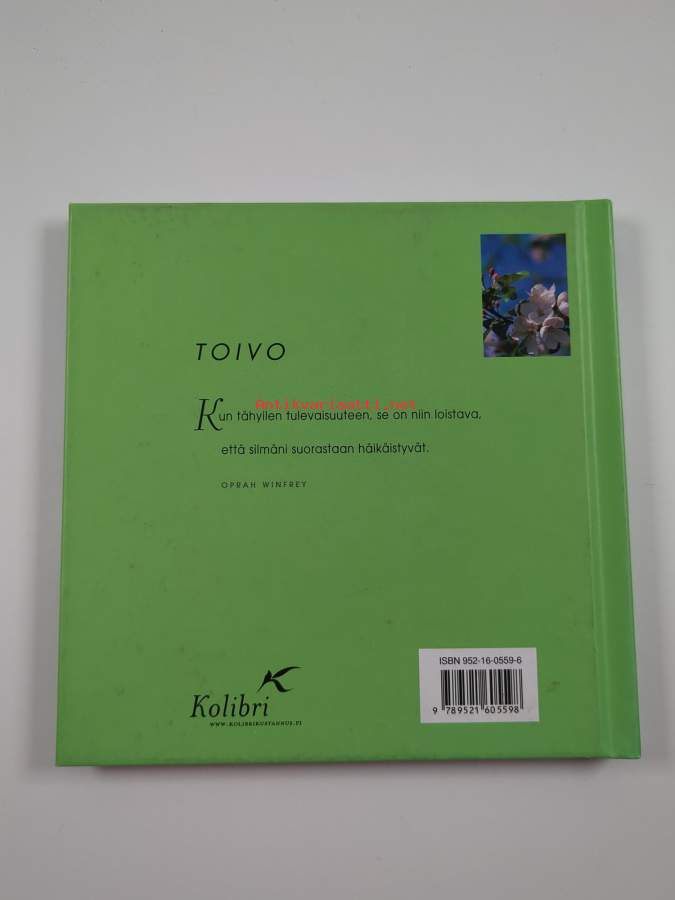 TOIVO
Antikvariaatti.net
Kun tähyilen tulevaisuuteen, se on niin loistava,
että silmäni suorastaan häikäistyvät.
OPRAH WINFREY
ISBN 952-16-0559-6
9 789521 605598
Kolibri
WWW.KOLIBRIKUSTANNUS.FI